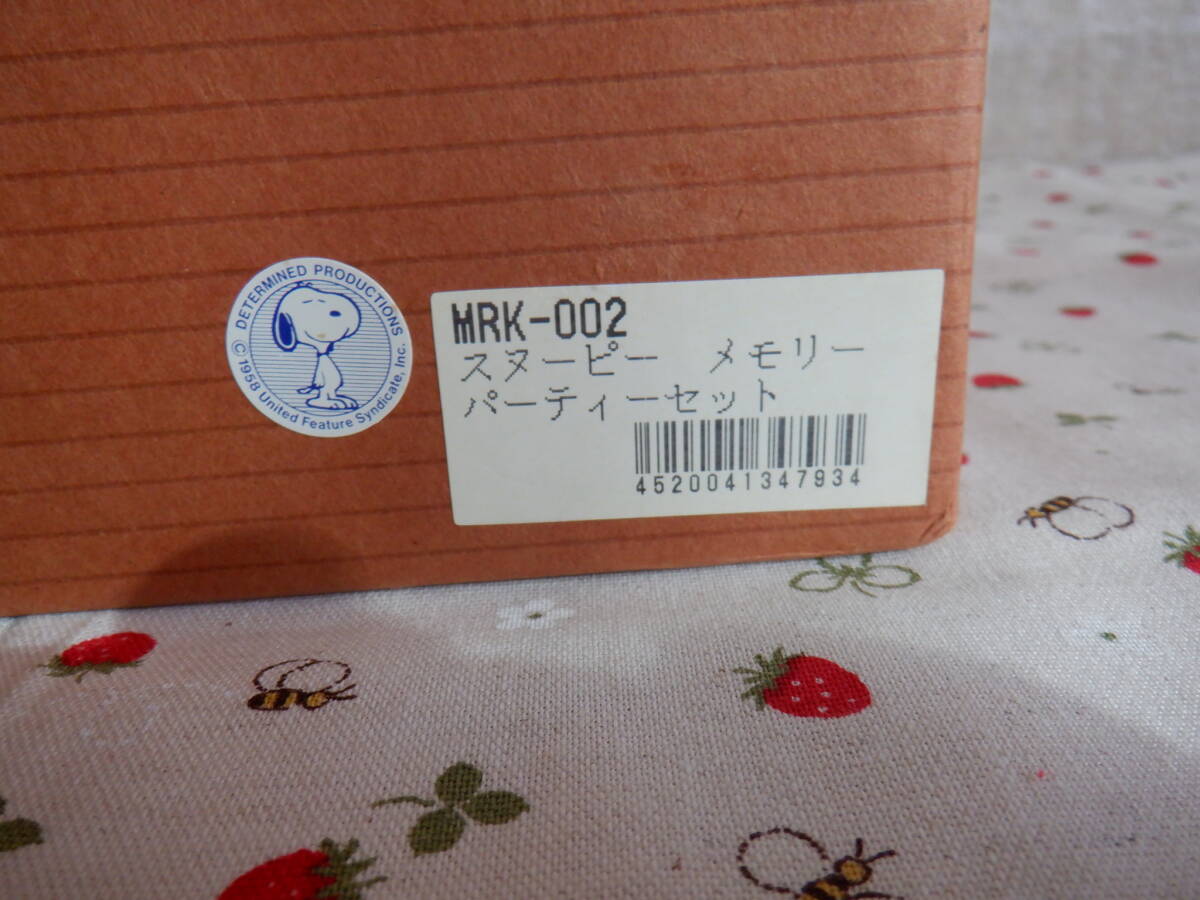 DETERMINED PRODUCTIONS
© 1958 United Feature Syndicate, Inc.
MRK-002
スヌーピー　メモリー
パーティーセット
4520041347934